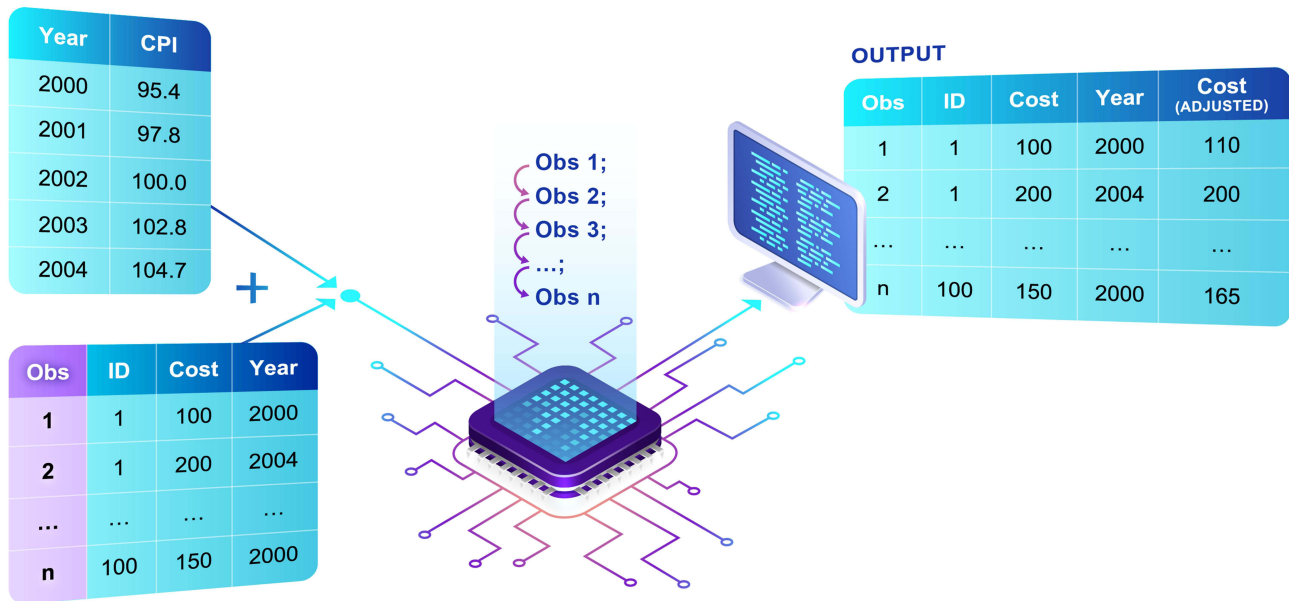 Year CPI
2000 95.4
2001 97.8
2002 100.0
2003 102.8
2004 104.7
+
Obs ID Cost Year
1 1 100 2000
2 1 200 2004
... ... ... ...
n 100 150 2000
Obs 1;
Obs 2;
Obs 3;
...;
Obs n
OUTPUT
Obs ID Cost Year Cost
(ADJUSTED)
1 1 100 2000 110
2 1 200 2004 200
... ... ... ... ...
n 100 150 2000 165